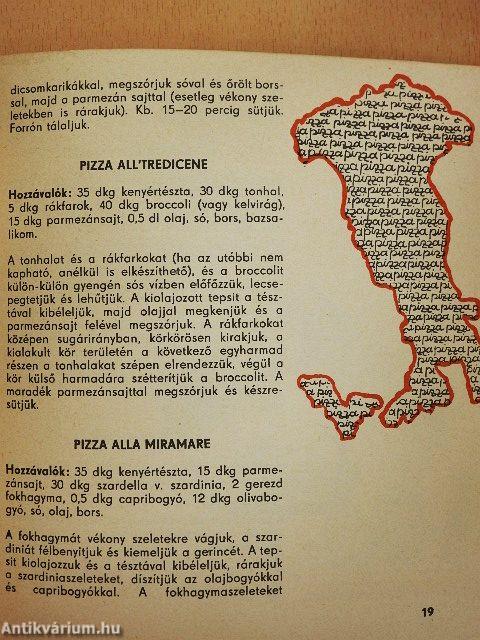 dicsomkarikákkal, megszórjuk sóval és őrölt bors-
sal, majd a parmezán sajttal (esetleg vékony sze-
letekben is rárakjuk). Kb. 15—20 percig sütjük.
Forrón tálaljuk.
PIZZA ALL'TREDICENE
Hozzávalók: 35 dkg kenyértészta, 30 dkg tonhal,
5 dkg rákfarok, 40 dkg broccoli (vagy kelvirág),
15 dkg parmezánsajt, 0,5 dl olaj, só, bors, bazsa-
likom.
A tonhalat és a rákfarkokat (ha az utóbbi nem
kapható, anélkül is elkészíthető), és a broccolit
külön-külön gyengén sós vízben előfőzzük, lecse-
pegtetjük és lehűtjük. A kiolajozott tepsit a tész-
tával kibéleljük, majd olajjal megkenjük és a
parmezánsajt felével megszórjuk. A rákfarkokat
középen sugárirányban, körkörösen kirakjuk, a
kialakult kör területén a következő egyharmad
részen a tonhalakat szépen elrendezzük, végül a
kör külső harmadára szétterítjük a broccolit. A
maradék parmezánsajttal megszórjuk és készre-
sütjük.
PIZZA ALLA MIRAMARE
Hozzávalók: 35 dkg kenyértészta, 15 dkg parme-
zánsajt, 30 dkg szardella v. szardínia, 2 gerezd
fokhagyma, 0,5 dkg capribogyó, 12 dkg olivabo-
gyó, só, olaj, bors.
A fokhagymát vékony szeletekre vágjuk, a szar-
díniát félbenyitjuk és kiemeljük a gerincét. A tep-
sit kiolajozzuk és a tésztával kibéleljük, rárakjuk
a szardíniaszeleteket, díszítjük az olajbogyókkal
és capribogyókkal. A fokhagymaszeleteket
19
Antikvárium.hu